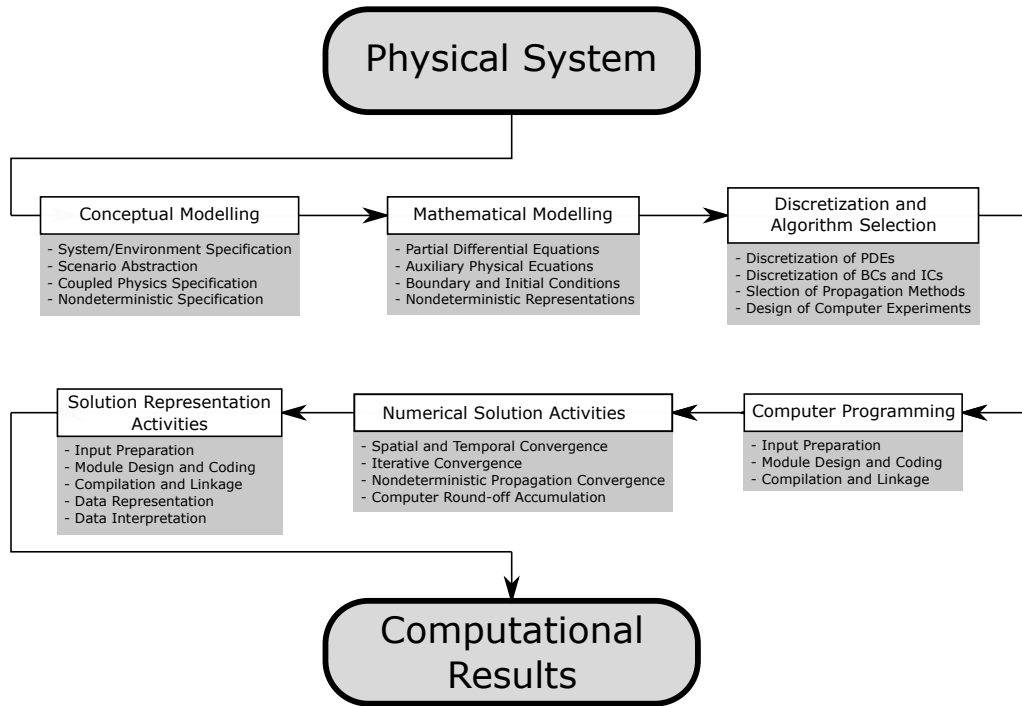 Physical System
Conceptual Modelling
- System/Environment Specification
- Scenario Abstraction
- Coupled Physics Specification
- Nondeterministic Specification
Mathematical Modelling
- Partial Differential Equations
- Auxiliary Physical Ecuations
- Boundary and Initial Conditions
- Nondeterministic Representations
Discretization and
Algorithm Selection
- Discretization of PDEs
- Discretization of BCs and ICs
- Slection of Propagation Methods
- Design of Computer Experiments
Solution Representation
Activities
- Input Preparation
- Module Design and Coding
- Compilation and Linkage
- Data Representation
- Data Interpretation
Numerical Solution Activities
- Spatial and Temporal Convergence
- Iterative Convergence
- Nondeterministic Propagation Convergence
- Computer Round-off Accumulation
Computer Programming
- Input Preparation
- Module Design and Coding
- Compilation and Linkage
Computational
Results